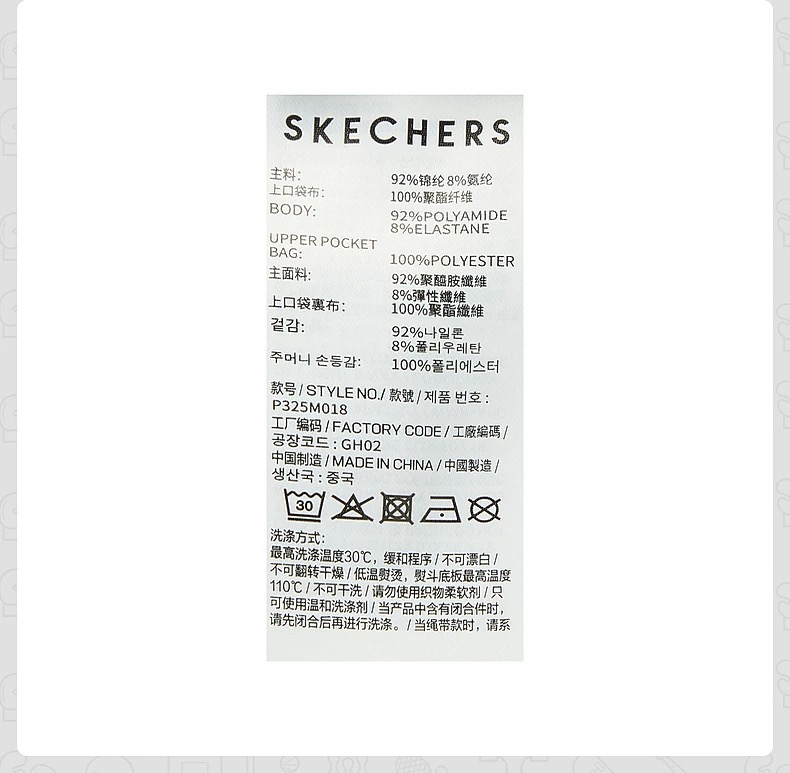 SKECHERS
主料： 92%锦纶 8%氨纶
上口袋布： 100%聚酯纤维
BODY: 92%POLYAMIDE
8%ELASTANE
UPPER POCKET
BAG: 100%POLYESTER
主面料： 92%聚醯胺纖維
8%彈性纖維
上口袋裏布： 100%聚酯纖維
겉감: 92%나일론
8%폴리우레탄
주머니 손등감: 100%폴리에스터
款号 / STYLE NO./ 款號 / 제품 번호 :
P325M018
工厂编码 / FACTORY CODE / 工廠編碼 /
공장코드 : GH02
中国制造 / MADE IN CHINA / 中國製造 /
생산국 : 중국
30
洗涤方式：
最高洗涤温度30℃，缓和程序 / 不可漂白 /
不可翻转干燥 / 低温熨烫，熨斗底板最高温度
110℃ / 不可干洗 / 请勿使用织物柔软剂 / 只
可使用温和洗涤剂 / 当产品中含有闭合件时，
请先闭合后再进行洗涤。 / 当绳带款时，请系